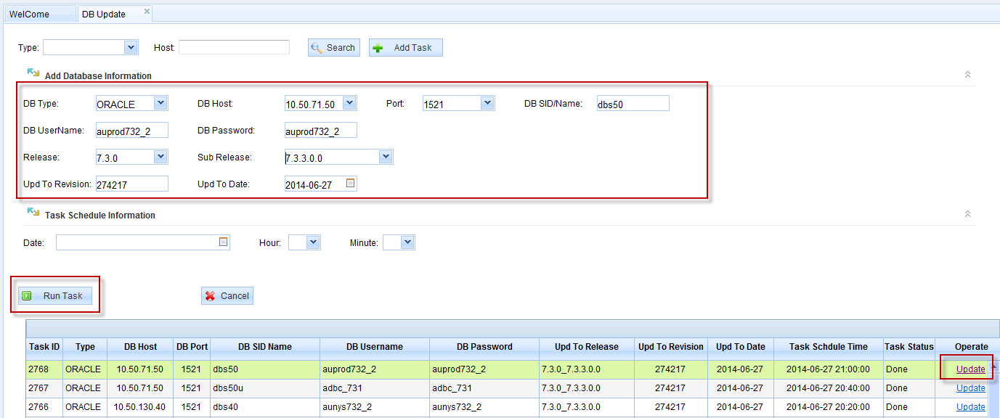 WelCome DB Update
Type: Host: Search Add Task
Add Database Information
DB Type: ORACLE DB Host: 10.50.71.50 Port: 1521 DB SID/Name: dbs50
DB UserName: auprod732_2 DB Password: auprod732_2
Release: 7.3.0 Sub Release: 7.3.3.0.0
Upd To Revision: 274217 Upd To Date: 2014-06-27
Task Schedule Information
Date: Hour: Minute:
Run Task Cancel
Task ID Type DB Host DB Port DB SID Name DB Username DB Password Upd To Release Upd To Revision Upd To Date Task Schdule Time Task Status Operate
2768 ORACLE 10.50.71.50 1521 dbs50 auprod732_2 auprod732_2 7.3.0_7.3.3.0.0 274217 2014-06-27 2014-06-27 21:00:00 Done Update
2767 ORACLE 10.50.71.50 1521 dbs50u adbc_731 adbc_731 7.3.0_7.3.3.0.0 274217 2014-06-27 2014-06-27 20:40:00 Done Update
2766 ORACLE 10.50.130.40 1521 dbs40 aunys732_2 aunys732_2 7.3.0_7.3.3.0.0 274217 2014-06-27 2014-06-27 20:20:00 Done Update